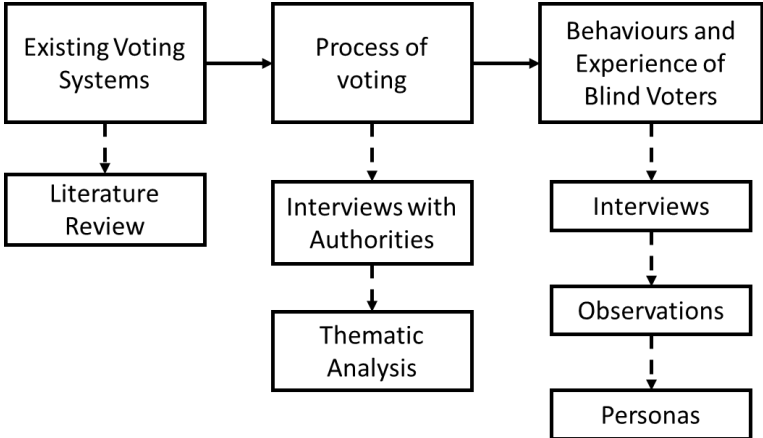 Existing Voting
Systems
Process of
voting
Behaviours and
Experience of
Blind Voters
Literature
Review
Interviews with
Authorities
Thematic
Analysis
Interviews
Observations
Personas